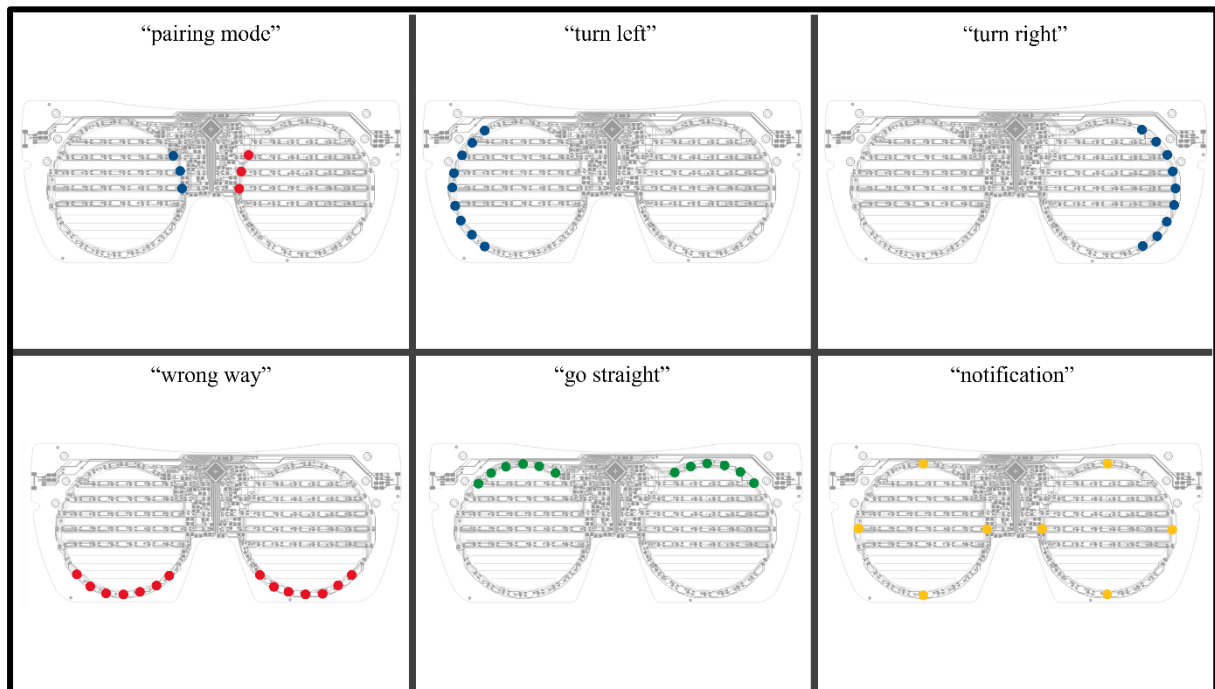 “pairing mode”
“turn left”
“turn right”
“wrong way”
“go straight”
“notification”